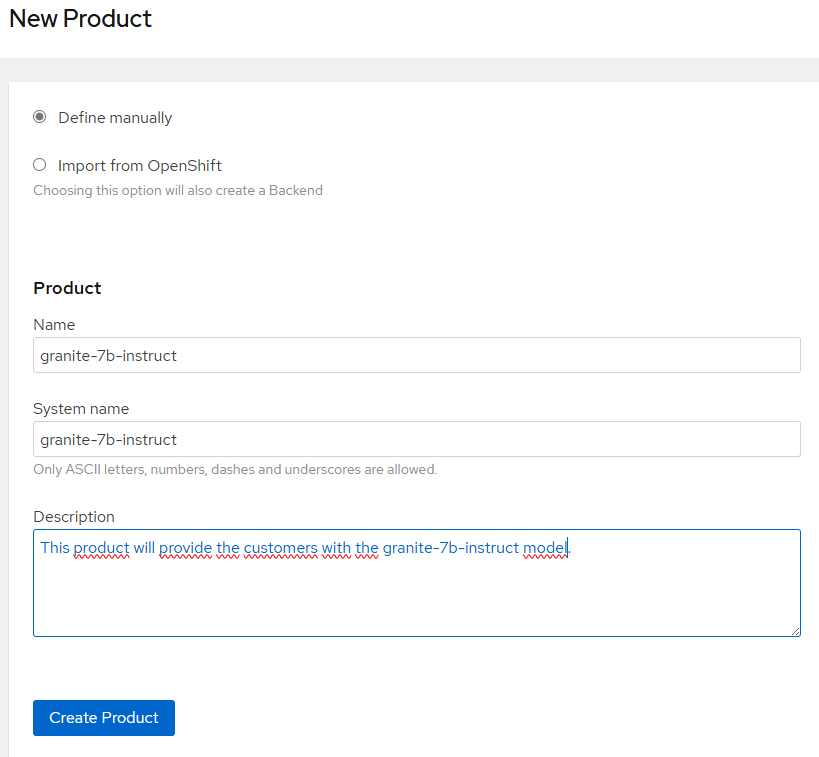 New Product
Define manually
Import from OpenShift
Choosing this option will also create a Backend
Product
Name
granite-7b-instruct
System name
granite-7b-instruct
Only ASCII letters, numbers, dashes and underscores are allowed.
Description
This product will provide the customers with the granite-7b-instruct model.
Create Product